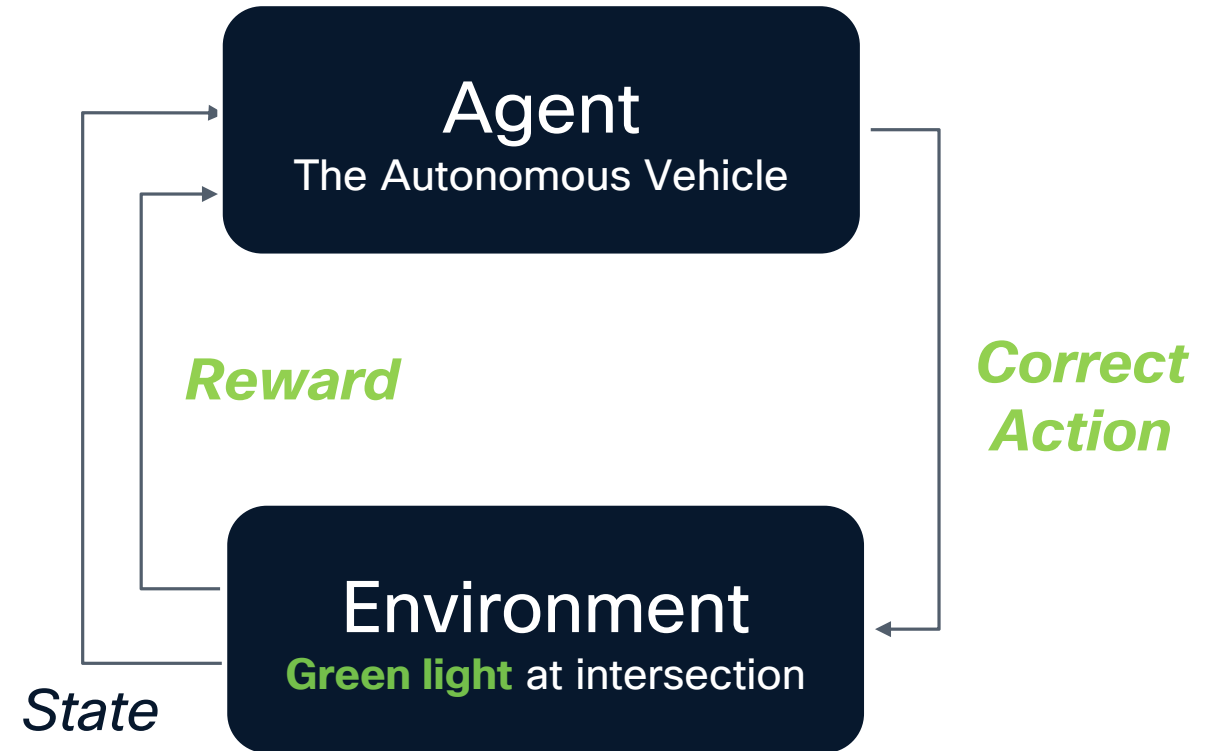 Agent
The Autonomous Vehicle
Reward
Correct
Action
Environment
Green light at intersection
State